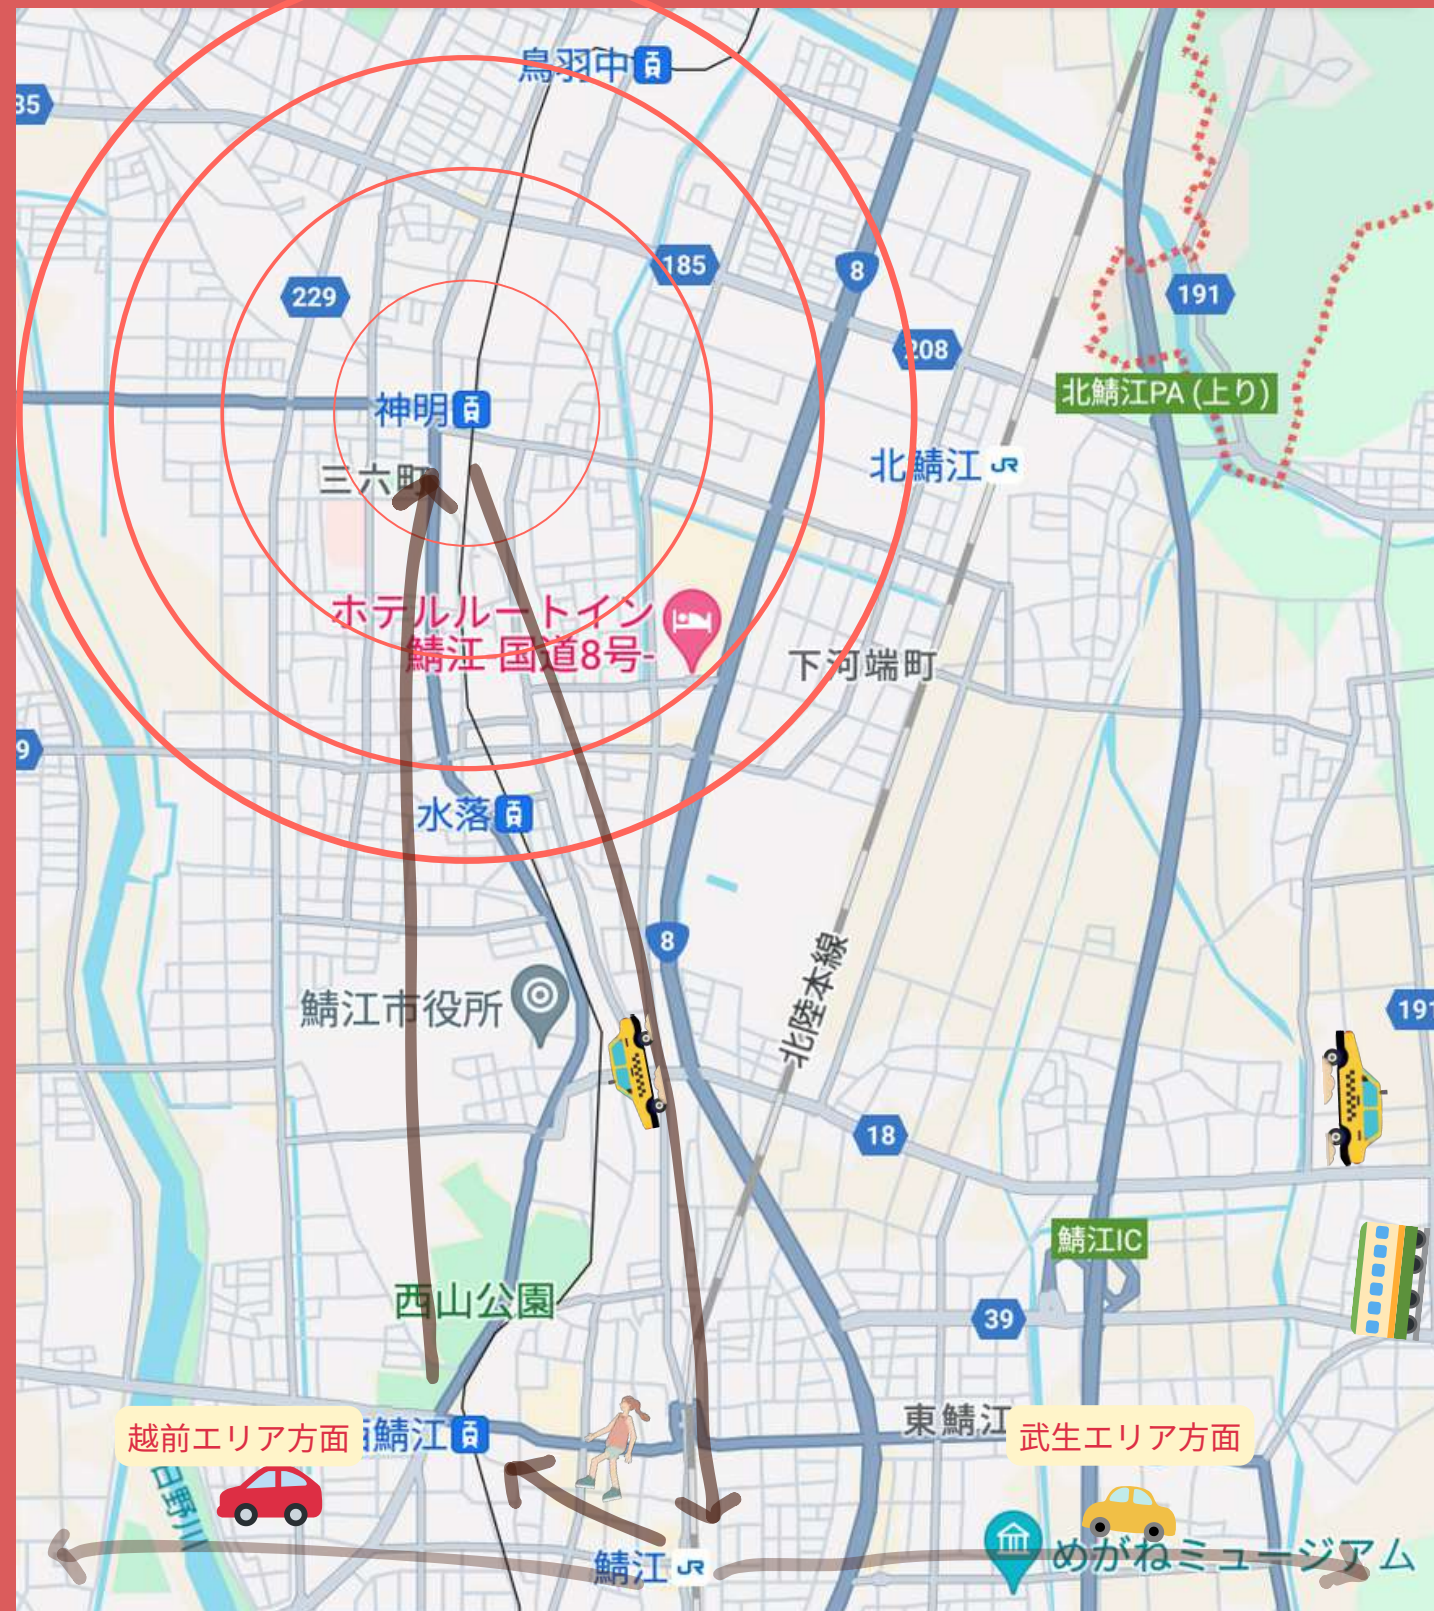 鳥羽中
185
8
229
191
208
北鯖江PA (上り)
神明
北鯖江 JR
三六町
ホテルルートイン
鯖江 国道8号-
下河端町
水落
8
北陸本線
鯖江市役所
191
18
鯖江IC
西山公園
39
東鯖江
越前エリア方面
鯖江
武生エリア方面
日野川
めがねミュージアム
鯖江 JR